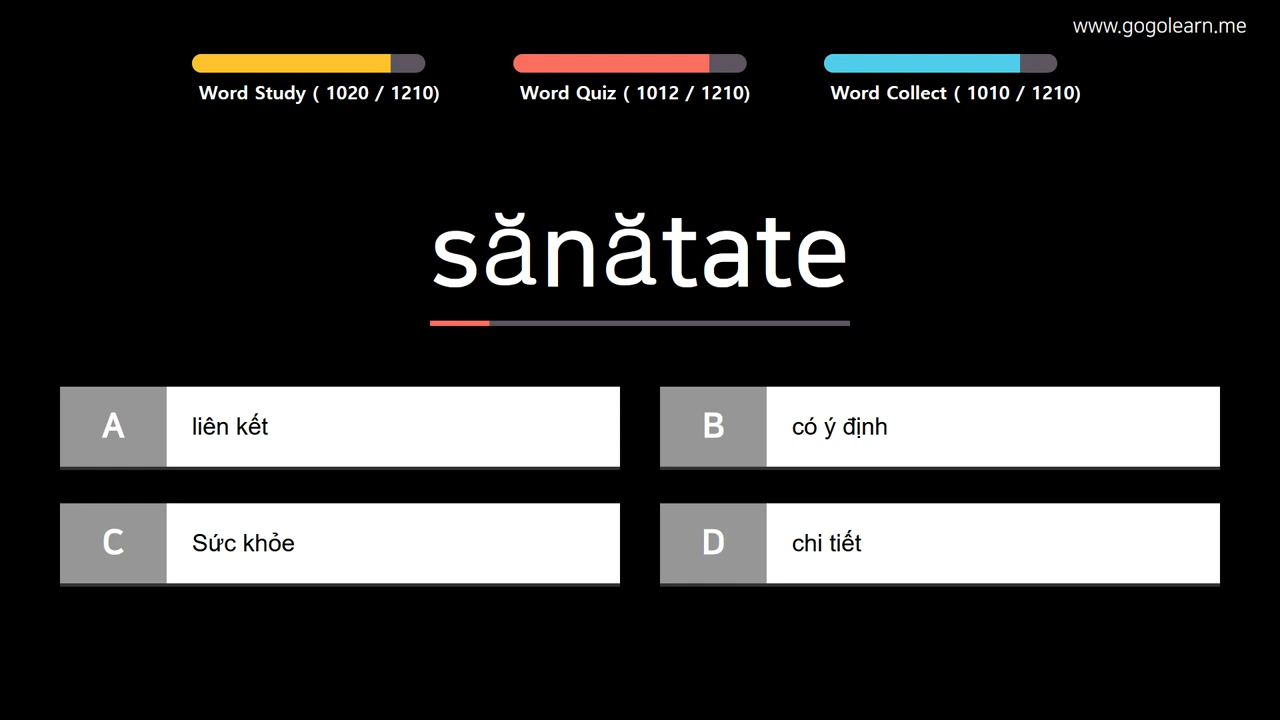 www.gogolearn.me
Word Study ( 1020 / 1210)
Word Quiz ( 1012 / 1210)
Word Collect ( 1010 / 1210)
sănătate
A
liên kết
B
có ý định
C
Sức khỏe
D
chi tiết